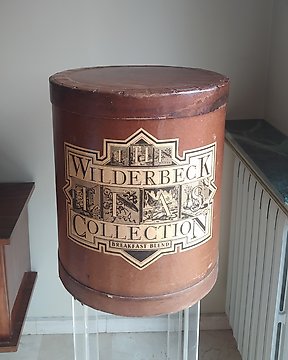 THE
WILDERBECK
TEAS
COLLECTION
BREAKFAST BLEND